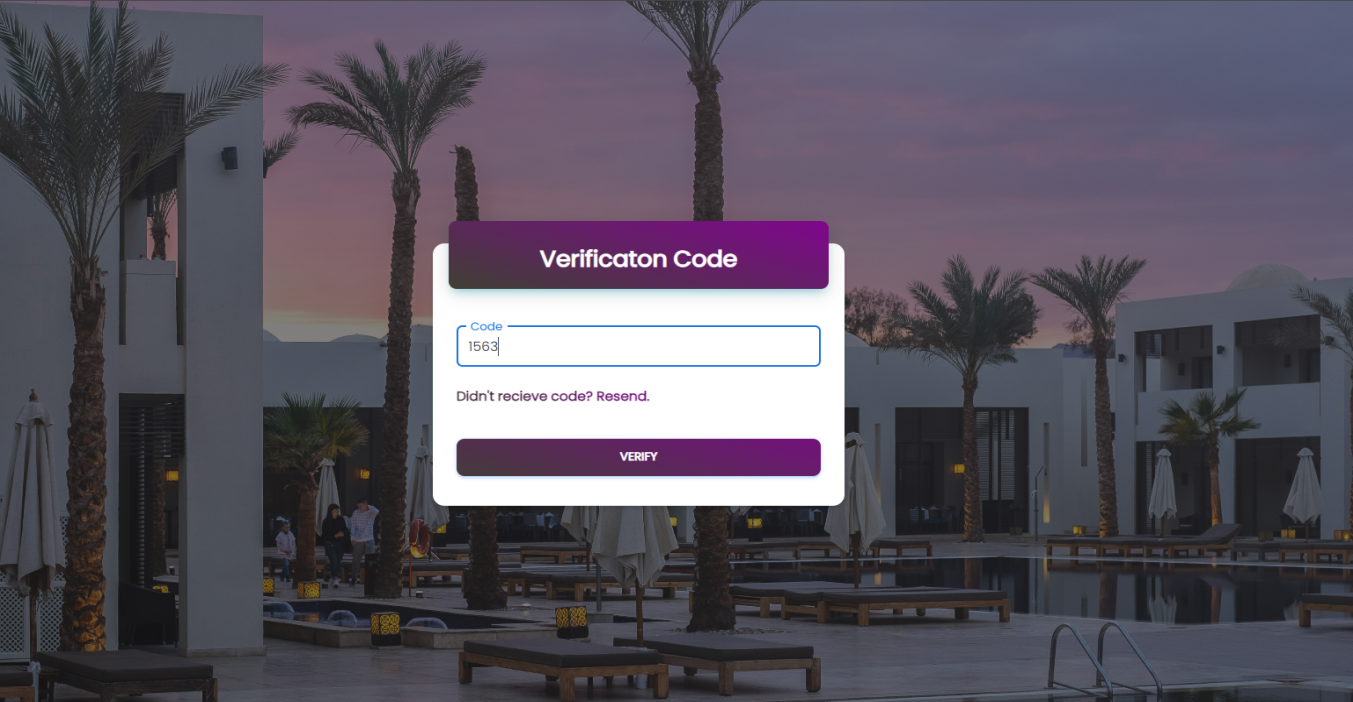 Verificaton Code
Code
1563
Didn't recieve code? Resend.
VERIFY